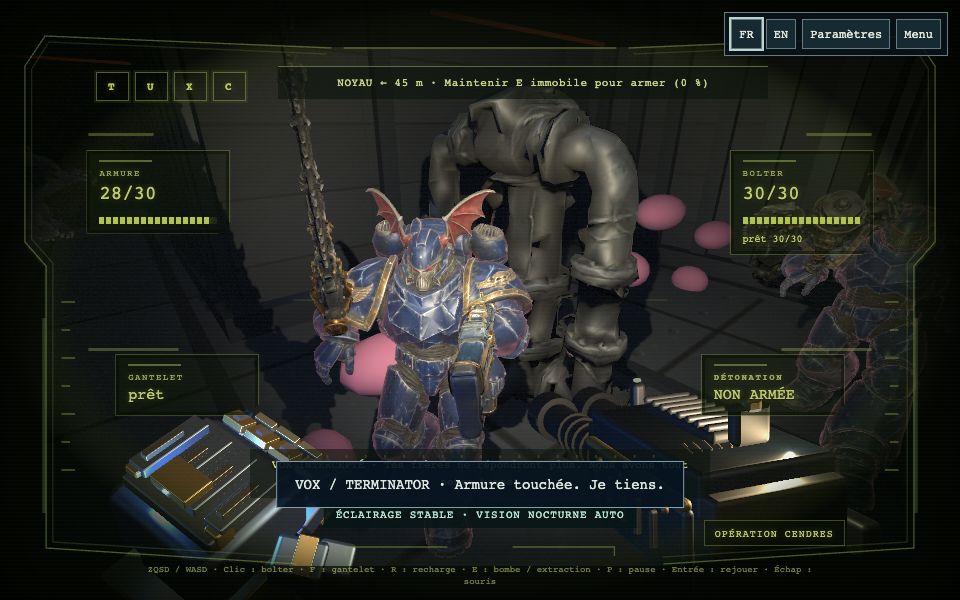 FR EN Paramètres Menu
T U X C
NOYAU ← 45 m · Maintenir E immobile pour armer (0 %)
ARMURE
28/30
BOLTER
30/30
prêt 30/30
GANTELET
prêt
DÉTONATION
NON ARMÉE
VOX / TERMINATOR · Armure touchée. Je tiens.
ÉCLAIRAGE STABLE · VISION NOCTURNE AUTO
OPÉRATION CENDRES
ZQSD / WASD · Clic : bolter · F : gantelet · R : recharge · E : bombe / extraction · P : pause · Entrée : rejouer · Échap :
souris